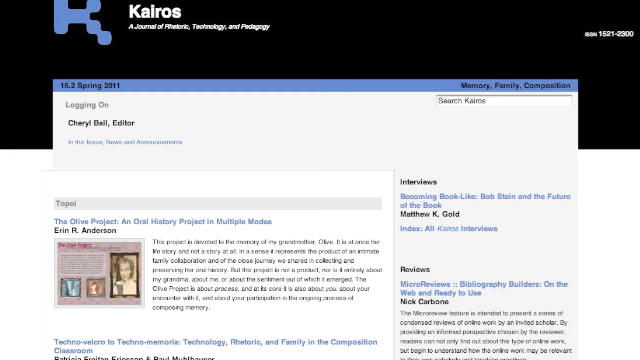 Kairos
A Journal of Rhetoric, Technology, and Pedagogy
ISSN 1521-2300
15.2 Spring 2011
Memory, Family, Composition
Logging On
Search Kairos
Cheryl Ball, Editor
In this Issue, News and Announcements
Topoi
The Olive Project: An Oral History Project in Multiple Modes
Erin R. Anderson
The Olive Project
This project is devoted to the memory of my grandmother, Olive. It is at once her
life story and not a story at all. In a sense it represents the product of an intimate
family collaboration and of the close journey we shared in collecting and
preserving her oral history. But this project is not a product, nor is it entirely about
my grandma, about me, or about the sentiment out of which it emerged. The
Olive Project is about process, and at its core it is also about you, about your
encounter with it, and about your participation in the ongoing process of
composing memory.
Techno-velcro to Techno-memoria: Technology, Rhetoric, and Family in the Composition
Classroom
Patricia Freitag Ericsson & Paul Muhlhauser
Interviews
Becoming Book-Like: Bob Stein and the Future
of the Book
Matthew K. Gold
Index: All Kairos Interviews
Reviews
MicroReviews :: Bibliography Builders: On the
Web and Ready to Use
Nick Carbone
The Microreview feature is intended to present a series of
condensed reviews of online work by an invited scholar. By
providing an informed perspective chosen by the reviewer,
readers can not only find out about this type of online work,
but begin to understand how the online work may be relevant